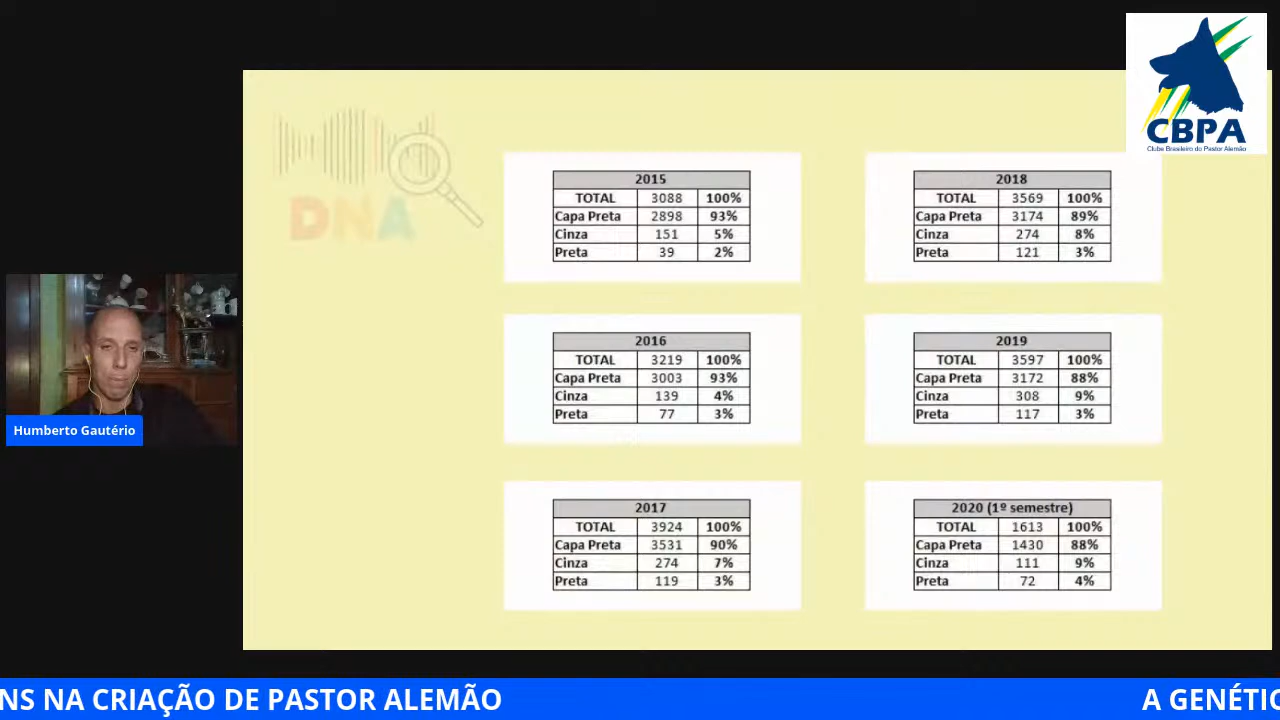 CBPA
Clube Brasileiro do Pastor Alemão
DNA
2015
TOTAL 3088 100%
Capa Preta 2898 93%
Cinza 151 5%
Preta 39 2%
2018
TOTAL 3569 100%
Capa Preta 3174 89%
Cinza 274 8%
Preta 121 3%
2016
TOTAL 3219 100%
Capa Preta 3003 93%
Cinza 139 4%
Preta 77 3%
2019
TOTAL 3597 100%
Capa Preta 3172 88%
Cinza 308 9%
Preta 117 3%
2017
TOTAL 3924 100%
Capa Preta 3531 90%
Cinza 274 7%
Preta 119 3%
2020 (1º semestre)
TOTAL 1613 100%
Capa Preta 1430 88%
Cinza 111 9%
Preta 72 4%
Humberto Gautério
NS NA CRIAÇÃO DE PASTOR ALEMÃO A GENÉTIC